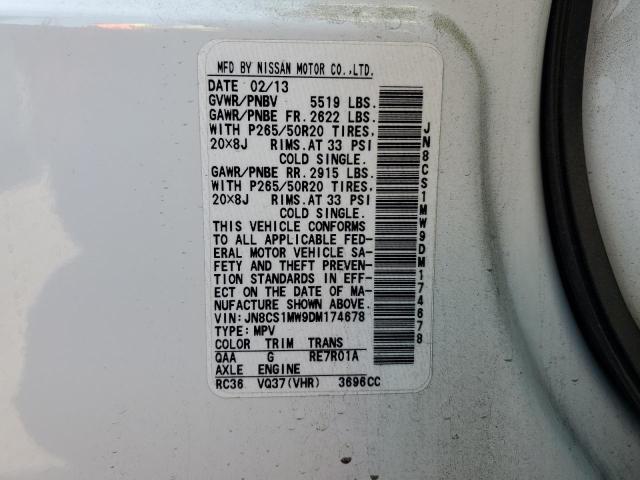 MFD BY NISSAN MOTOR CO.,LTD.
DATE 02/13
GVWR/PNBV 5519 LBS.
GAWR/PNBE FR. 2622 LBS.
WITH P265/50R20 TIRES,
20X8J RIMS.AT 33 PSI
COLD SINGLE.
GAWR/PNBE RR. 2915 LBS.
WITH P265/50R20 TIRES,
20X8J RIMS.AT 33 PSI
COLD SINGLE.
THIS VEHICLE CONFORMS
TO ALL APPLICABLE FED-
ERAL MOTOR VEHICLE SA-
FETY AND THEFT PREVEN-
TION STANDARDS IN EFF-
ECT ON THE DATE OF MA-
NUFACTURE SHOWN ABOVE.
VIN: JN8CS1MW9DM174678
TYPE: MPV
COLOR TRIM TRANS
QAA G RE7R01A
AXLE ENGINE
RC36 VQ37(VHR) 3696CC
JN8CS1MW9DM174678